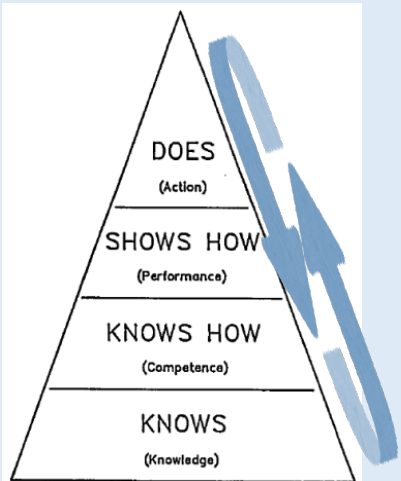 DOES
(Action)
SHOWS HOW
(Performance)
KNOWS HOW
(Competence)
KNOWS
(Knowledge)